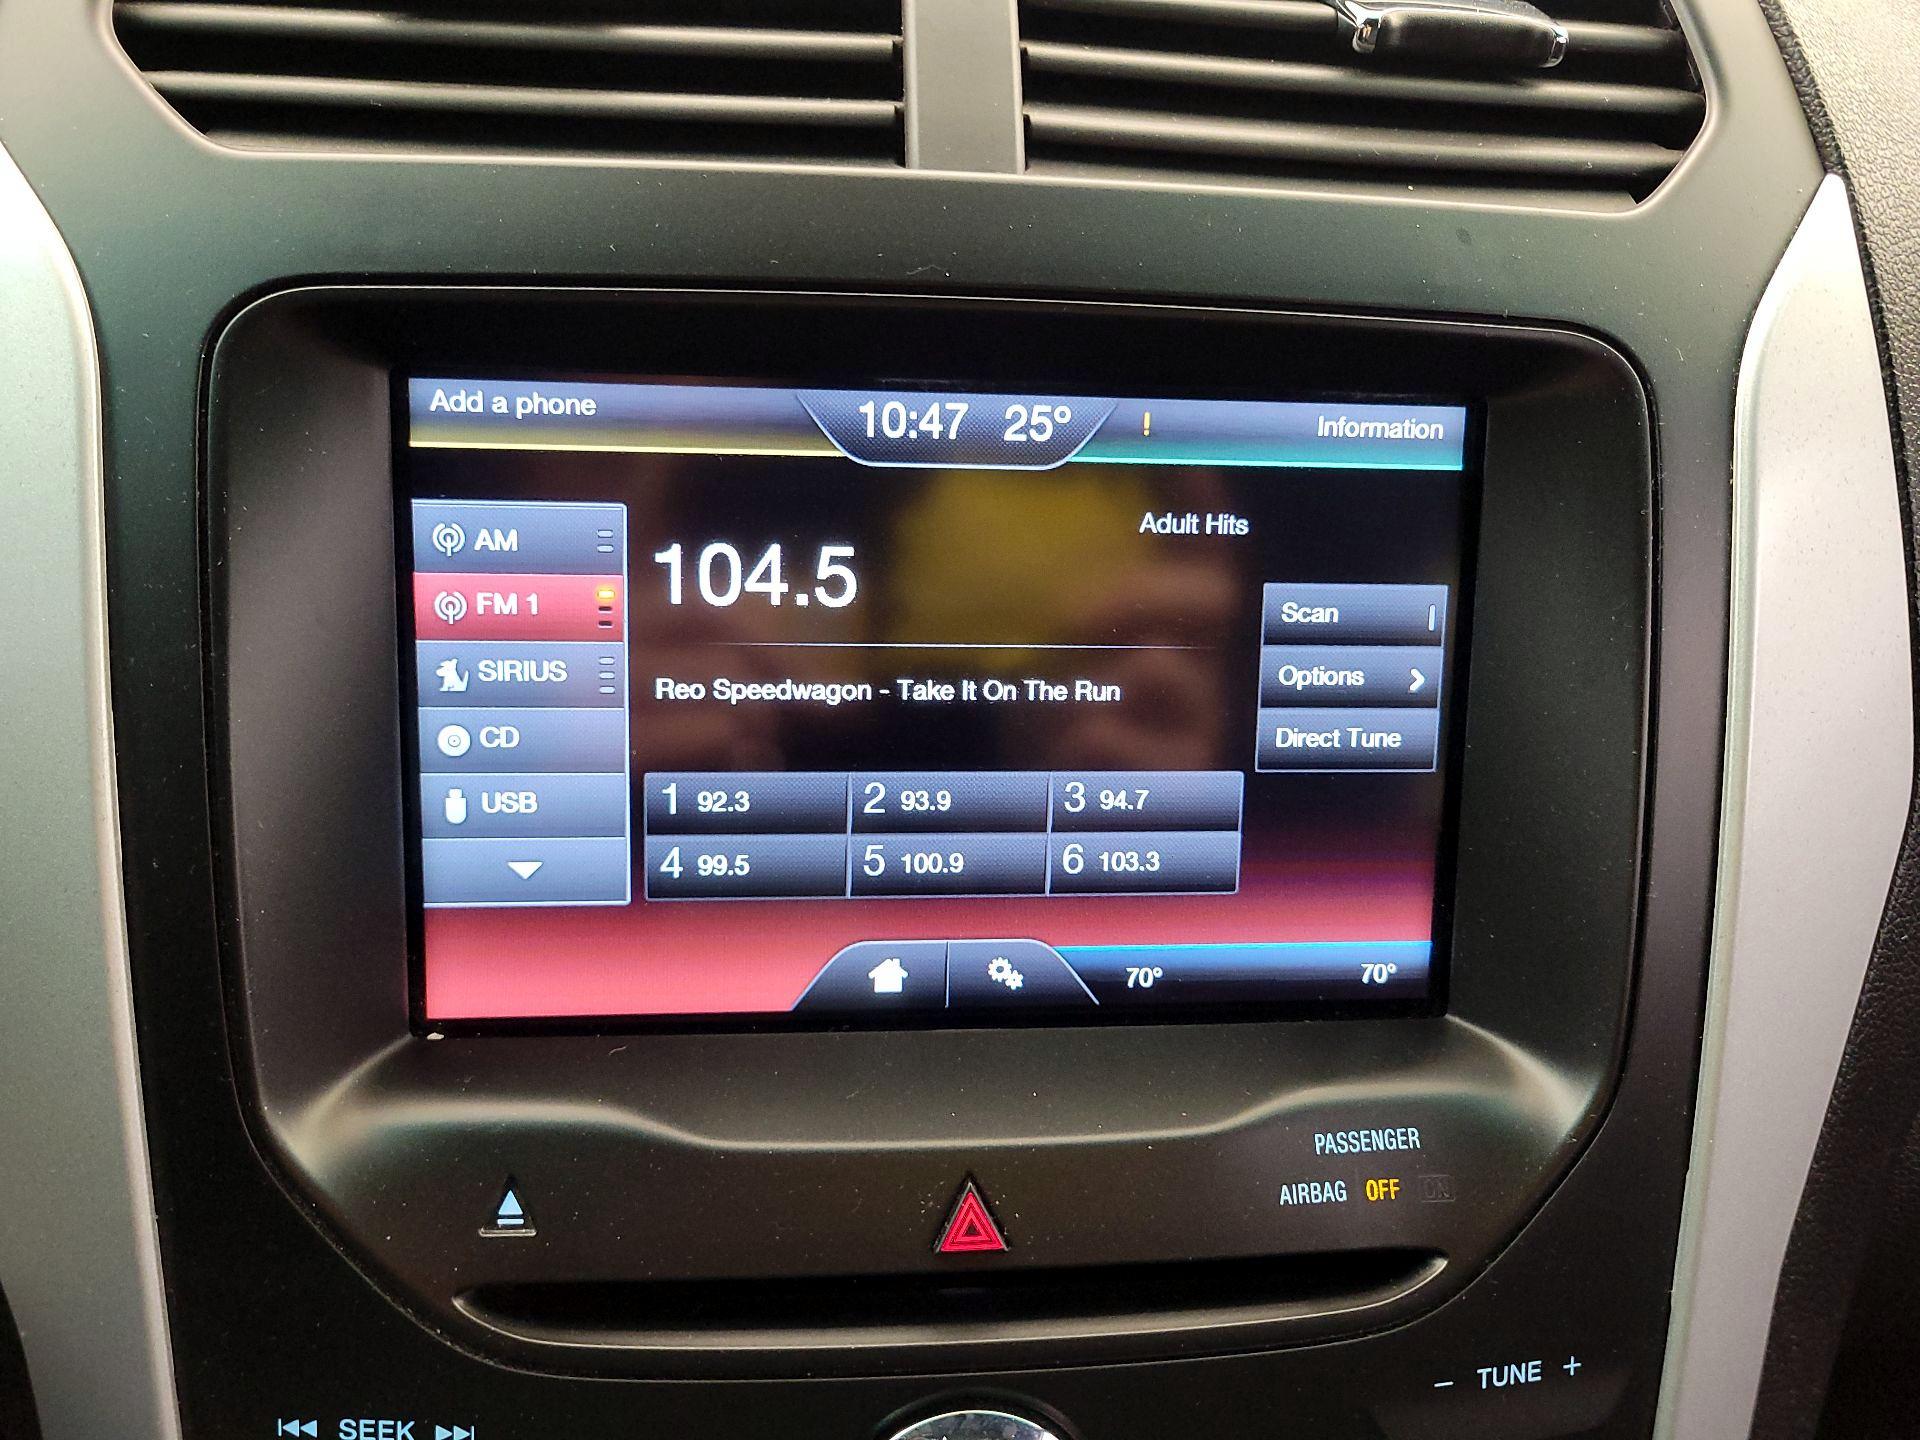 Add a phone
10:47 25° !
Information
AM
FM 1
SIRIUS
CD
USB
Adult Hits
104.5
Reo Speedwagon - Take It On The Run
Scan
Options >
Direct Tune
1 92.3
2 93.9
3 94.7
4 99.5
5 100.9
6 103.3
70°
70°
PASSENGER
AIRBAG OFF ON
- TUNE +
SEEK